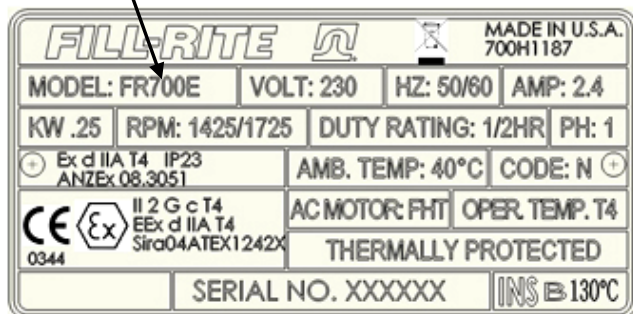 FILL-RITE
MADE IN U.S.A.
700H1187
MODEL: FR700E VOLT: 230 HZ: 50/60 AMP: 2.4
KW .25 RPM: 1425/1725 DUTY RATING: 1/2HR PH: 1
Ex d IIA T4 IP23
ANZEx 08.3051
AMB. TEMP: 40°C CODE: N
CE 0344 Ex
II 2 G c T4
EEx d IIA T4
Sira04ATEX1242X
AC MOTOR: FHT OPER. TEMP. T4
THERMALLY PROTECTED
SERIAL NO. XXXXXX INS B 130°C